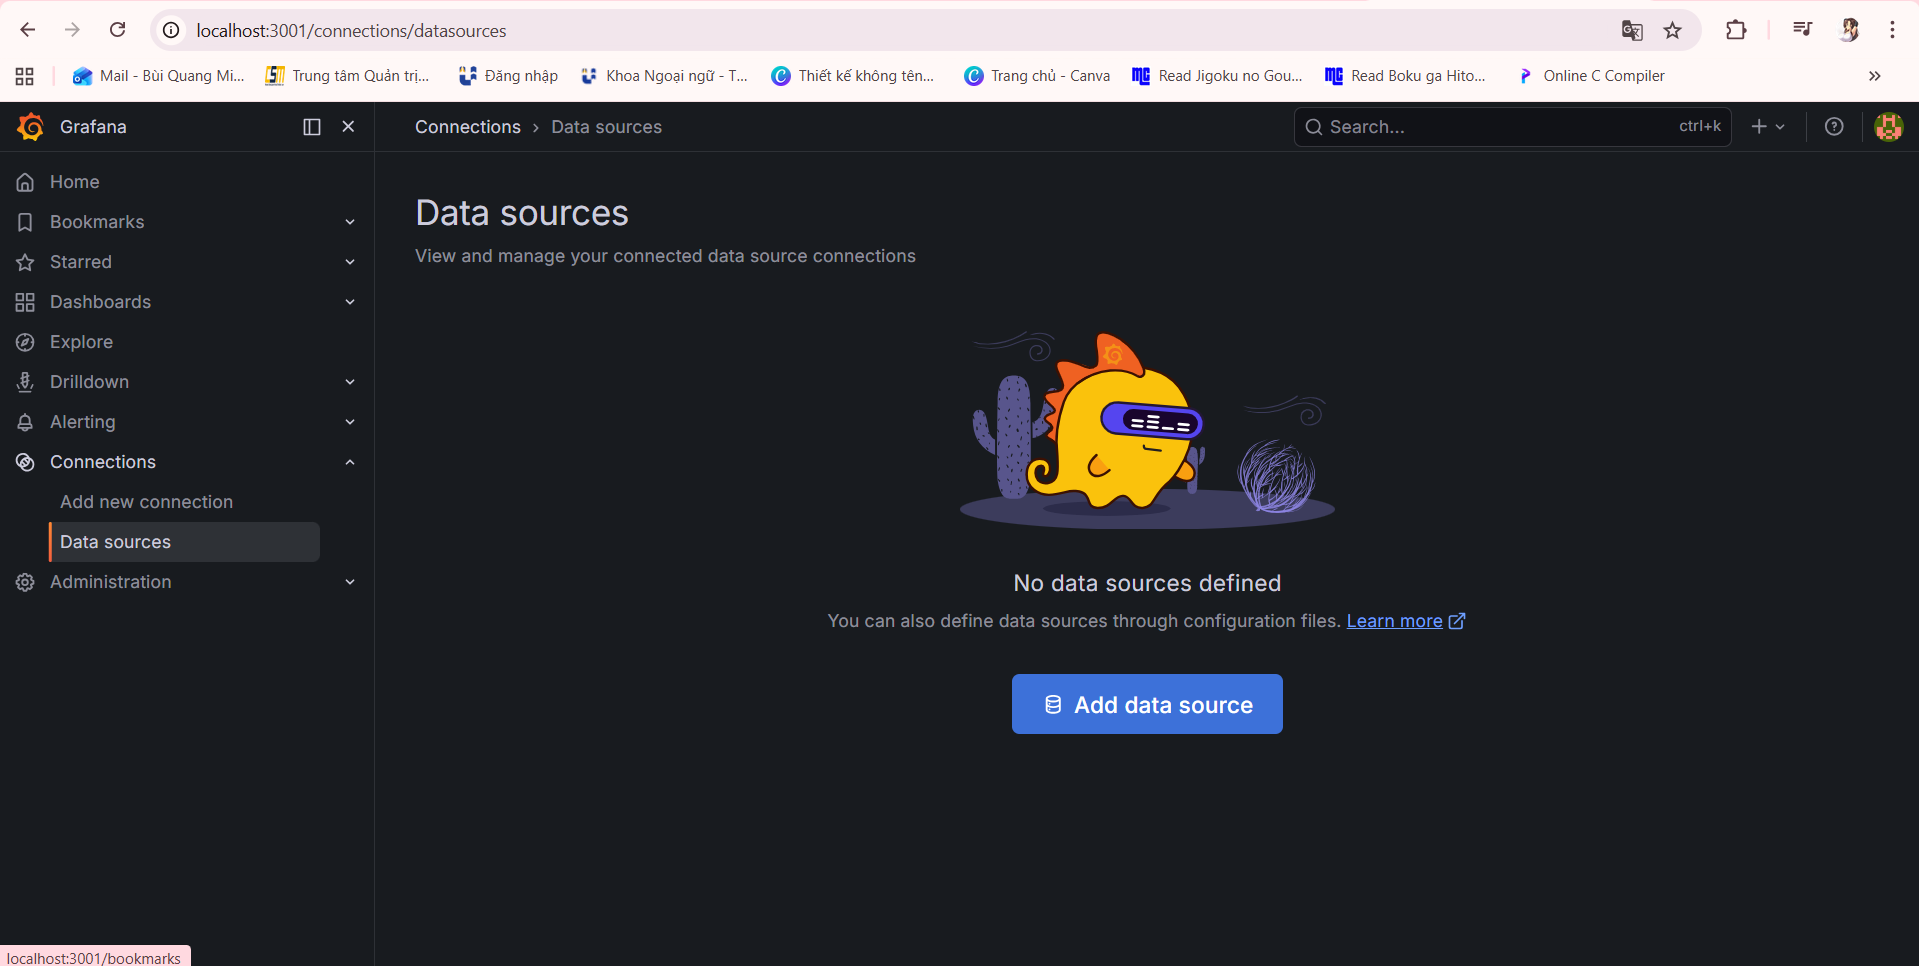 localhost:3001/connections/datasources
Mail - Bùi Quang Mi...
Trung tâm Quản trị...
Đăng nhập
Khoa Ngoại ngữ - T...
Thiết kế không tên...
Trang chủ - Canva
Read Jigoku no Gou...
Read Boku ga Hito...
Online C Compiler
Grafana
Connections › Data sources
Search...
ctrl+k
Home
Bookmarks
Starred
Dashboards
Explore
Drilldown
Alerting
Connections
Add new connection
Data sources
Administration
Data sources
View and manage your connected data source connections
No data sources defined
You can also define data sources through configuration files. Learn more
Add data source
localhost:3001/bookmarks